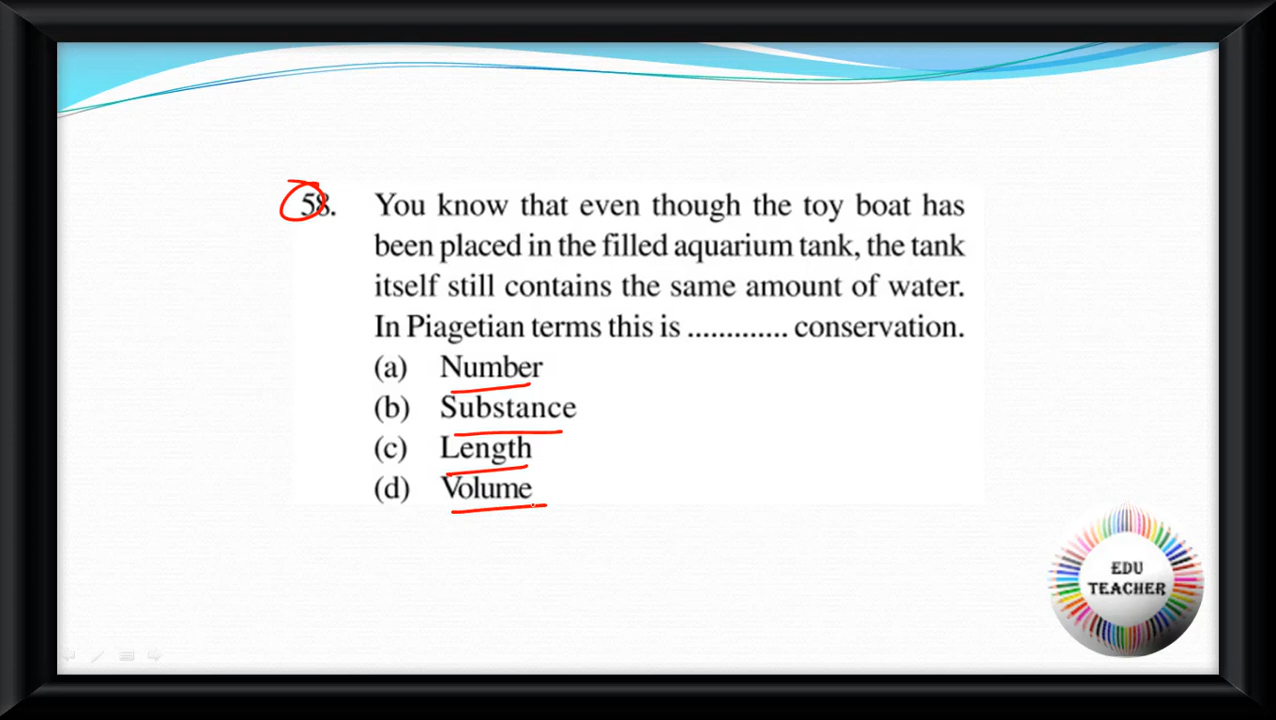 58. You know that even though the toy boat has
been placed in the filled aquarium tank, the tank
itself still contains the same amount of water.
In Piagetian terms this is ............. conservation.
(a) Number
(b) Substance
(c) Length
(d) Volume
EDU
TEACHER